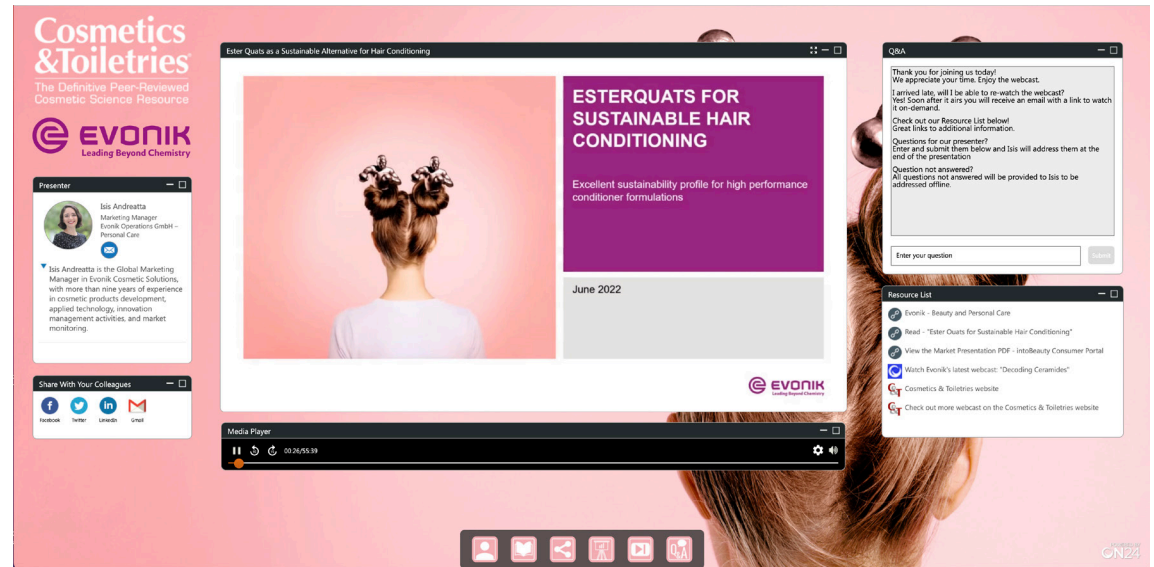 Cosmetics
&Toiletries
The Definitive Peer-Reviewed
Cosmetic Science Resource
EVONIK
Leading Beyond Chemistry
Presenter
Isis Andreatta
Marketing Manager
Evonik Operations GmbH –
Personal Care
Isis Andreatta is the Global Marketing
Manager in Evonik Cosmetic Solutions,
with more than nine years of experience
in cosmetic products development,
applied technology, innovation
management activities, and market
monitoring.
Share With Your Colleagues
Facebook Twitter LinkedIn Gmail
Ester Quats as a Sustainable Alternative for Hair Conditioning
ESTERQUATS FOR
SUSTAINABLE HAIR
CONDITIONING
Excellent sustainability profile for high performance
conditioner formulations
June 2022
EVONIK
Leading Beyond Chemistry
Media Player
00:26/55:39
Q&A
Thank you for joining us today!
We appreciate your time. Enjoy the webcast.
I arrived late, will I be able to re-watch the webcast?
Yes! Soon after it airs you will receive an email with a link to watch
it on-demand.
Check out our Resource List below!
Great links to additional information.
Questions for our presenter?
Enter and submit them below and Isis will address them at the
end of the presentation
Question not answered?
All questions not answered will be provided to Isis to be
addressed offline.
Enter your question
Submit
Resource List
Evonik - Beauty and Personal Care
Read - "Ester Quats for Sustainable Hair Conditioning"
View the Market Presentation PDF - intoBeauty Consumer Portal
Watch Evonik's latest webcast: "Decoding Ceramides"
C&T Cosmetics & Toiletries website
C&T Check out more webcast on the Cosmetics & Toiletries website
Q&A
ON24